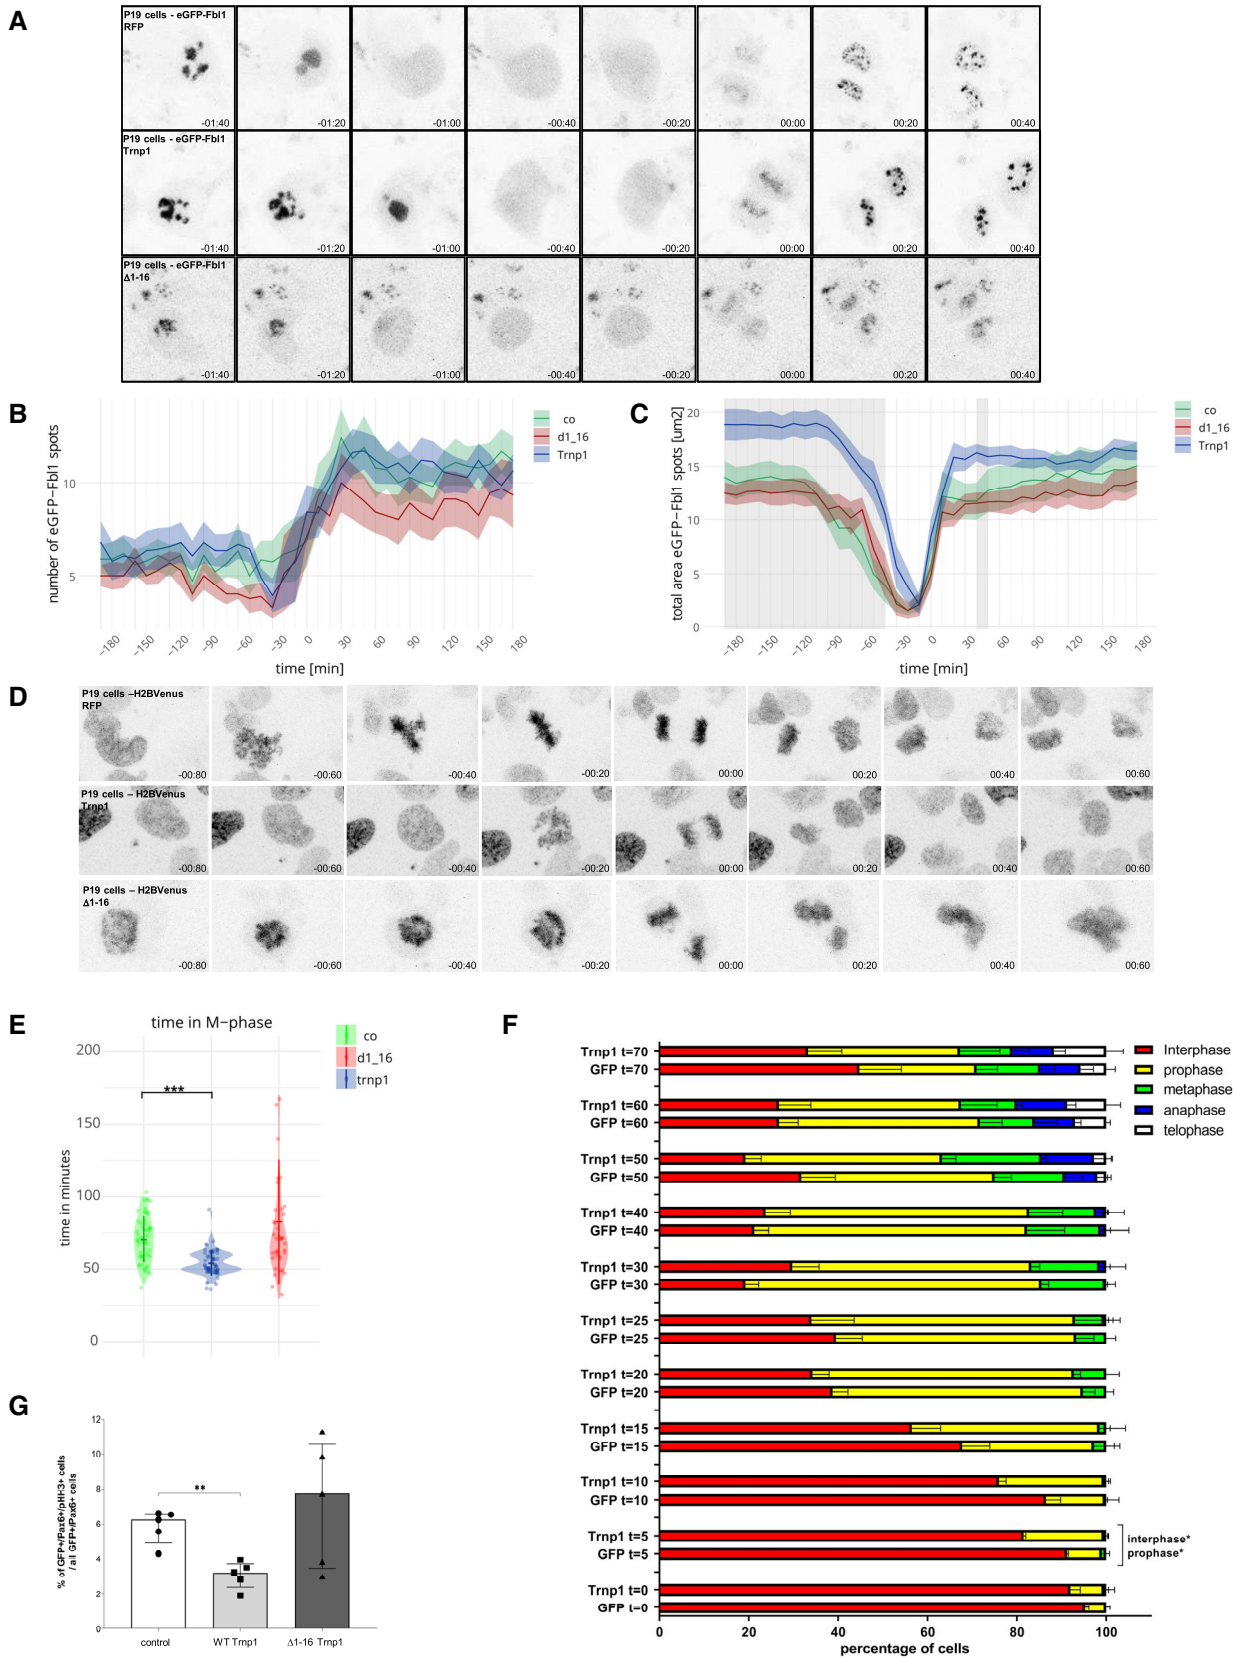 A
P19 cells - eGFP-Fbl1
RFP
-01:40
-01:20
-01:00
-00:40
-00:20
00:00
00:20
00:40
P19 cells - eGFP-Fbl1
Trnp1
-01:40
-01:20
-01:00
-00:40
-00:20
00:00
00:20
00:40
P19 cells - eGFP-Fbl1
Δ1-16
-01:40
-01:20
-01:00
-00:40
-00:20
00:00
00:20
00:40
B
number of eGFP-Fbl1 spots
10
5
-180
-150
-120
-90
-60
-30
0
30
60
90
120
150
180
time [min]
co
d1_16
Trnp1
C
total area eGFP-Fbl1 spots [um2]
20
15
10
5
0
-180
-150
-120
-90
-60
-30
0
30
60
90
120
150
180
time [min]
co
d1_16
Trnp1
D
P19 cells –H2BVenus
RFP
-00:80
-00:60
-00:40
-00:20
00:00
00:20
00:40
00:60
P19 cells – H2BVenus
Trnp1
-00:80
-00:60
-00:40
-00:20
00:00
00:20
00:40
00:60
P19 cells – H2BVenus
Δ1-16
-00:80
-00:60
-00:40
-00:20
00:00
00:20
00:40
00:60
E
time in M-phase
time in minutes
200
150
100
50
0
***
co
d1_16
trnp1
F
Trnp1 t=70
GFP t=70
Trnp1 t=60
GFP t=60
Trnp1 t=50
GFP t=50
Trnp1 t=40
GFP t=40
Trnp1 t=30
GFP t=30
Trnp1 t=25
GFP t=25
Trnp1 t=20
GFP t=20
Trnp1 t=15
GFP t=15
Trnp1 t=10
GFP t=10
Trnp1 t=5
GFP t=5
Trnp1 t=0
GFP t=0
interphase*
prophase*
0
20
40
60
80
100
percentage of cells
Interphase
prophase
metaphase
anaphase
telophase
G
% of GFP+/Pax6+/pHH3+ cells
/ all GFP+/Pax6+ cells
12
10
8
6
4
2
0
**
control
WT Trnp1
Δ1-16 Trnp1